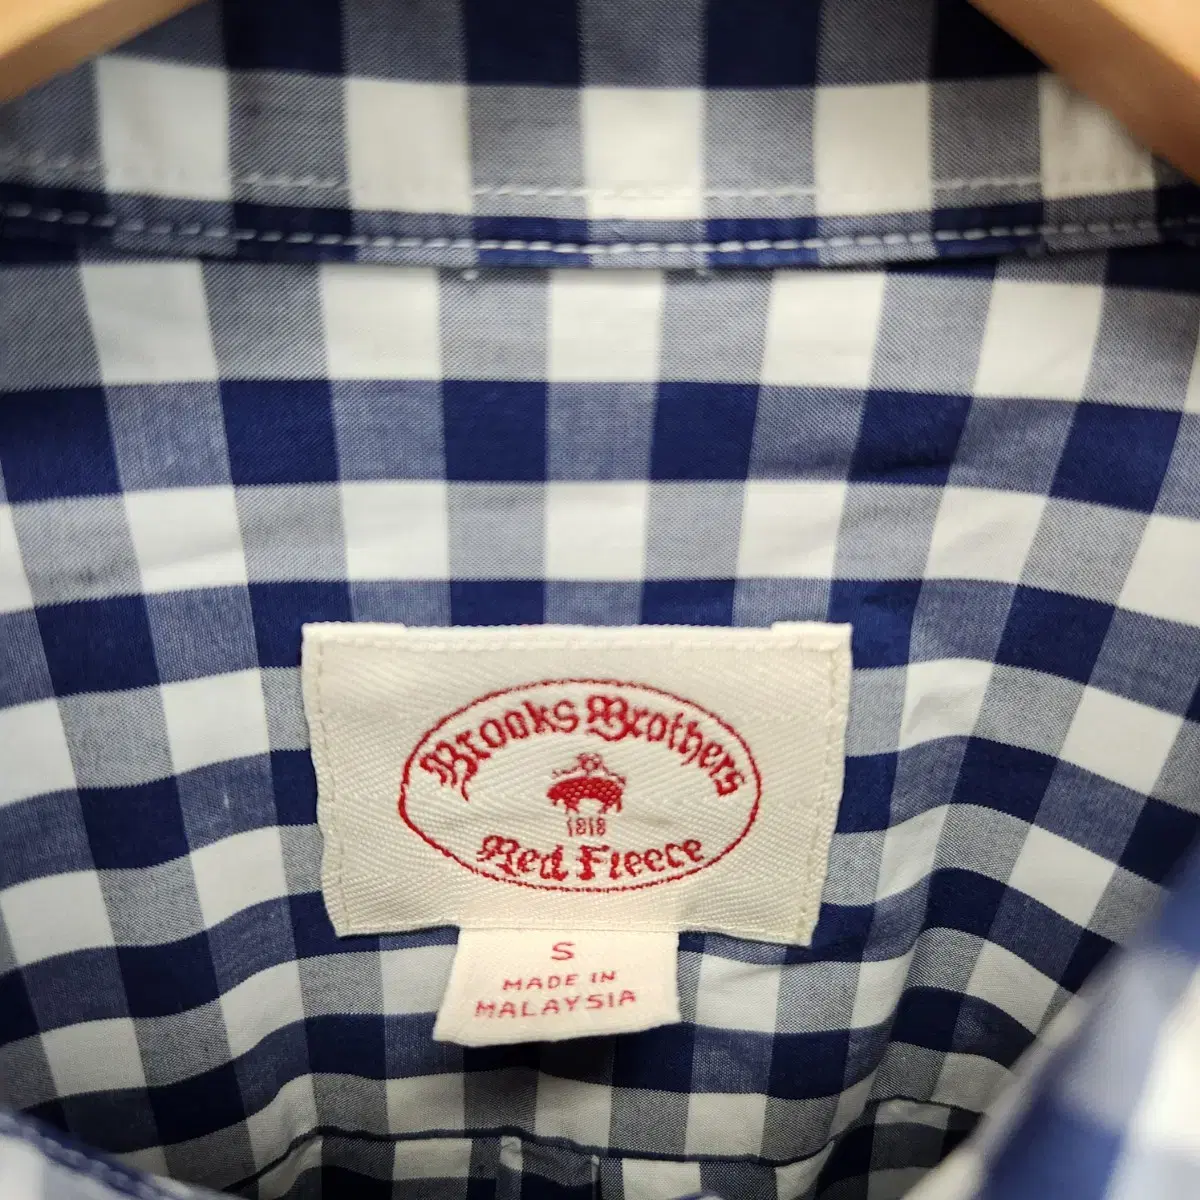 Brooks Brothers
1818
Red Fleece
S
MADE IN
MALAYSIA